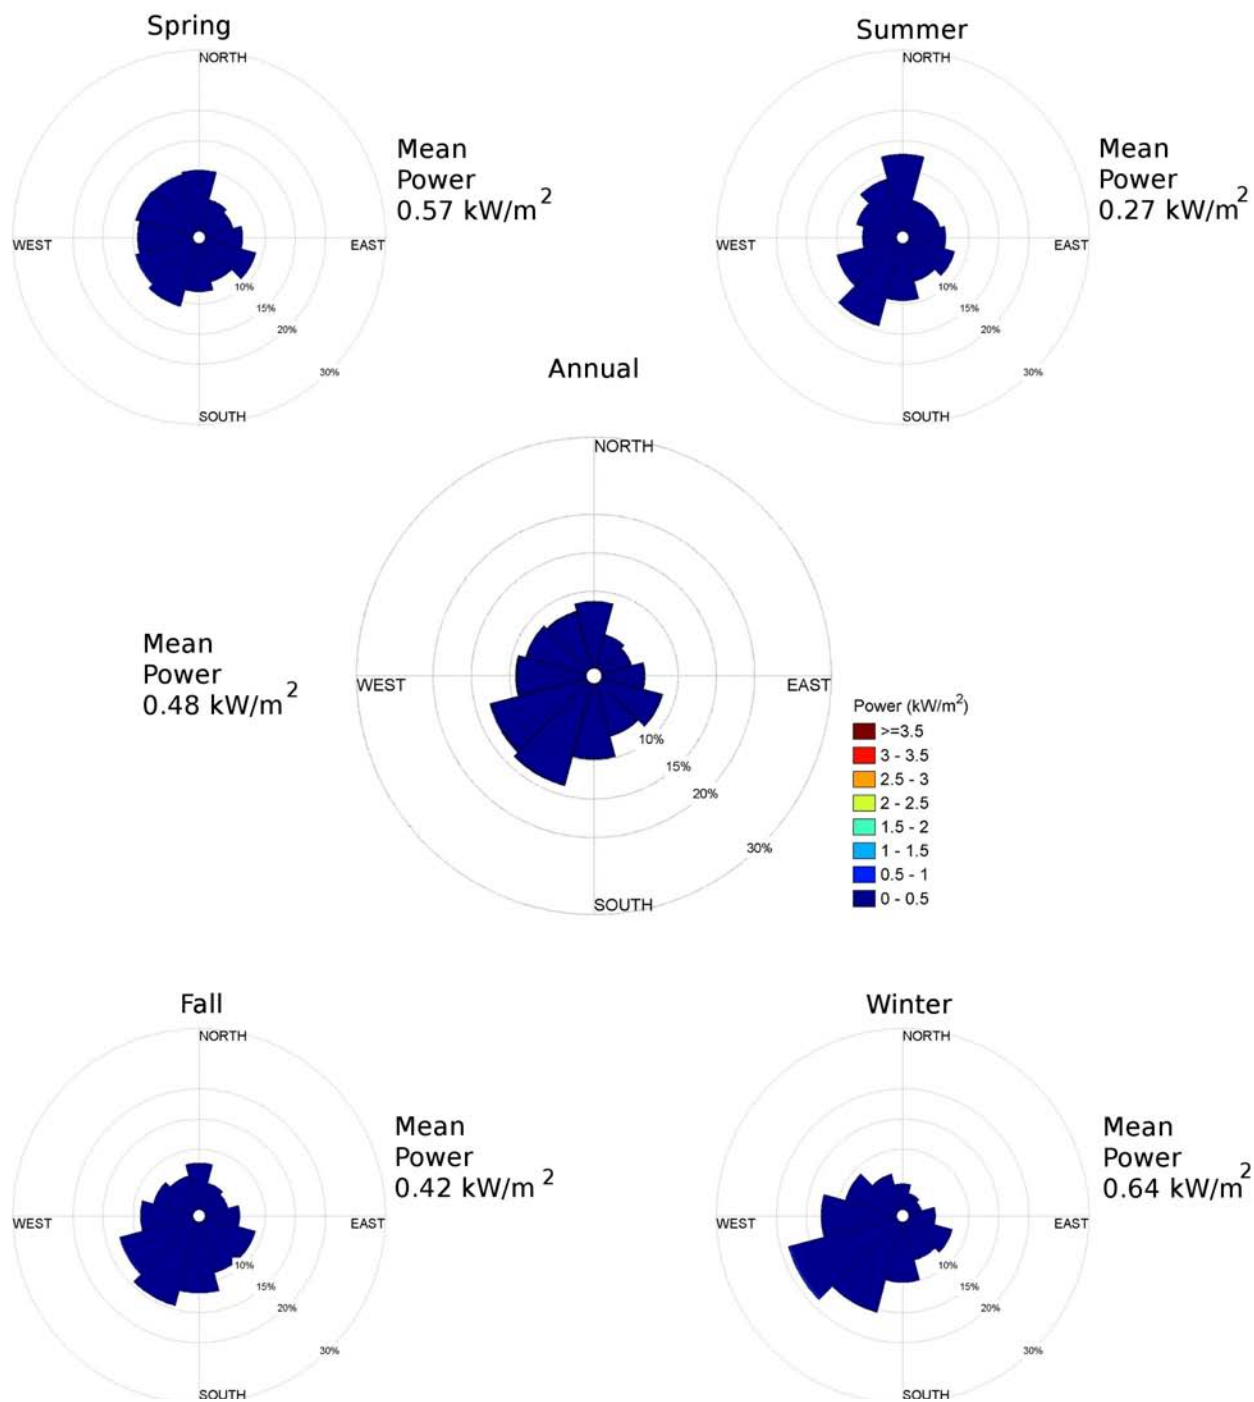 Spring
NORTH
WEST
EAST
SOUTH
10%
15%
20%
30%
Mean
Power
0.57 kW/m²
Summer
NORTH
WEST
EAST
SOUTH
10%
15%
20%
30%
Mean
Power
0.27 kW/m²
Annual
NORTH
WEST
EAST
SOUTH
10%
15%
20%
30%
Mean
Power
0.48 kW/m²
Power (kW/m²)
>=3.5
3 - 3.5
2.5 - 3
2 - 2.5
1.5 - 2
1 - 1.5
0.5 - 1
0 - 0.5
Fall
NORTH
WEST
EAST
SOUTH
10%
15%
20%
30%
Mean
Power
0.42 kW/m²
Winter
NORTH
WEST
EAST
SOUTH
10%
15%
20%
30%
Mean
Power
0.64 kW/m²